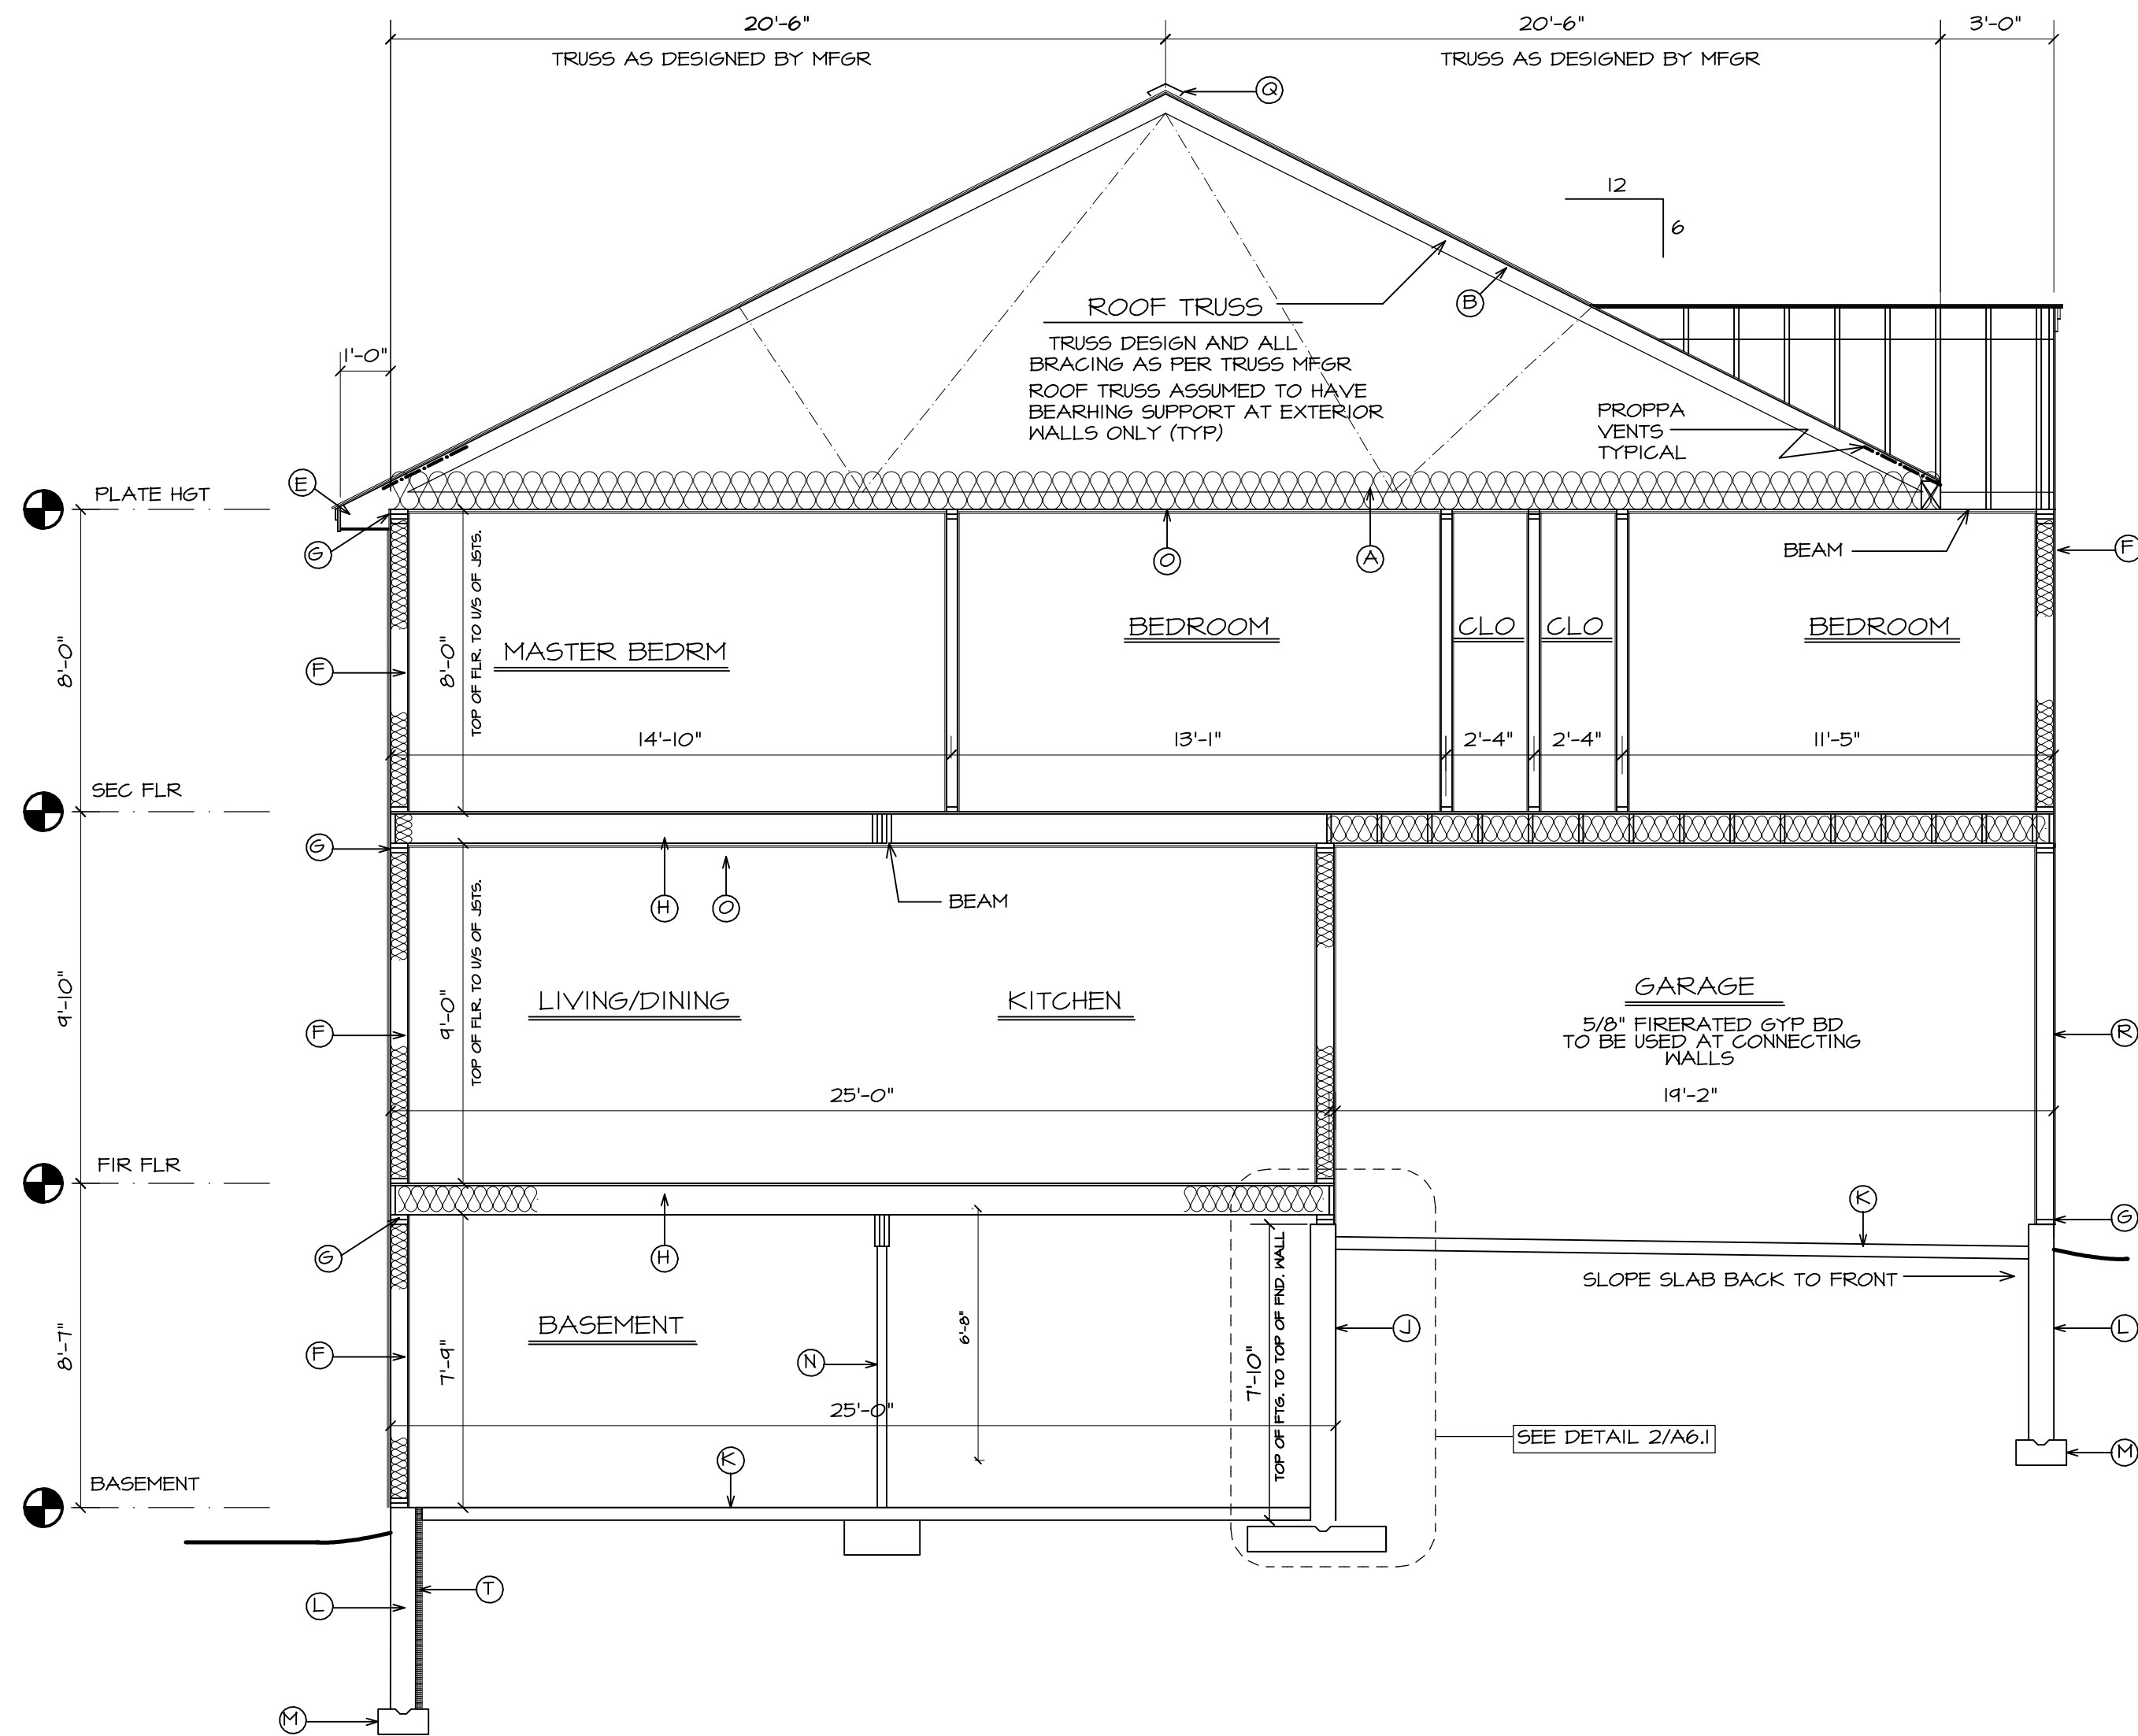 20'-6"
20'-6"
3'-0"
TRUSS AS DESIGNED BY MFGR
TRUSS AS DESIGNED BY MFGR
Q
12
6
ROOF TRUSS
B
TRUSS DESIGN AND ALL
BRACING AS PER TRUSS MFGR
ROOF TRUSS ASSUMED TO HAVE
BEARHING SUPPORT AT EXTERIOR
WALLS ONLY (TYP)
1'-0"
PROPPA
VENTS
TYPICAL
E
PLATE HGT
G
O
A
BEAM
F
8'-0"
F
8'-0"
TOP OF FLR. TO U/S OF JSTS.
MASTER BEDRM
BEDROOM
CLO
CLO
BEDROOM
14'-10"
13'-1"
2'-4"
2'-4"
11'-5"
SEC FLR
G
H
O
BEAM
9'-10"
F
9'-0"
TOP OF FLR. TO U/S OF JSTS.
LIVING/DINING
KITCHEN
GARAGE
5/8" FIRERATED GYP BD
TO BE USED AT CONNECTING
WALLS
R
25'-0"
19'-2"
FIR FLR
K
G
G
H
SLOPE SLAB BACK TO FRONT
8'-7"
F
7'-9"
BASEMENT
N
6'-8"
7'-10"
TOP OF FTG. TO TOP OF FND. WALL
J
L
25'-0"
SEE DETAIL 2/A6.1
M
K
BASEMENT
T
L
M